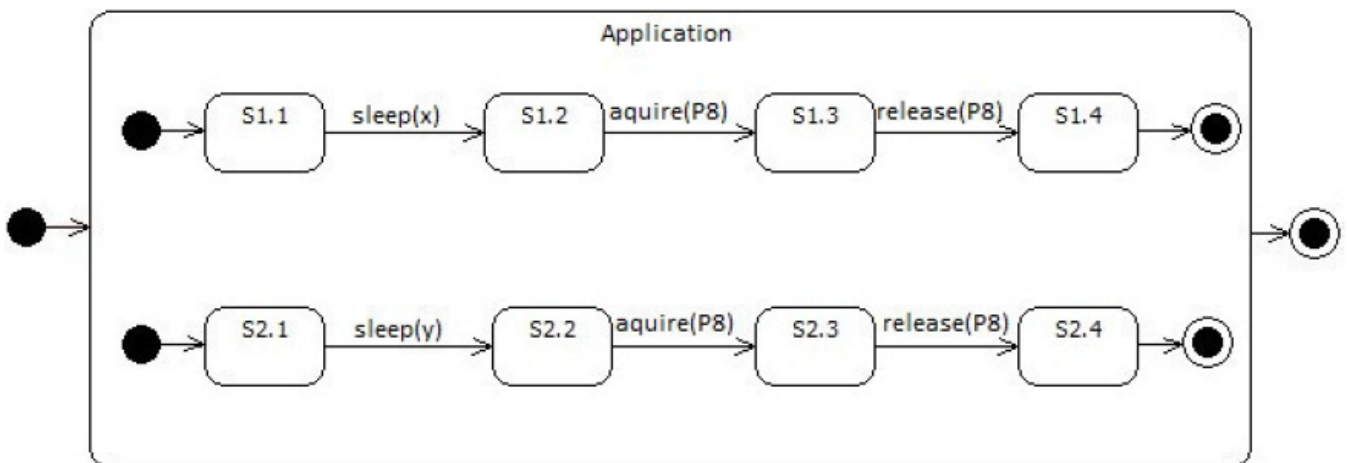 Application
S1.1 sleep(x) S1.2 aquire(P8) S1.3 release(P8) S1.4
S2.1 sleep(y) S2.2 aquire(P8) S2.3 release(P8) S2.4